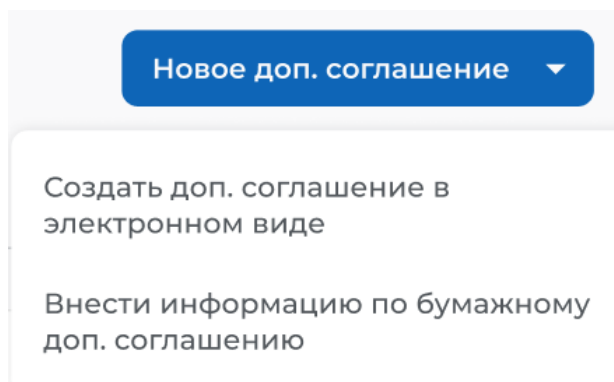 Новое доп. соглашение
Создать доп. соглашение в
электронном виде
Внести информацию по бумажному
доп. соглашению